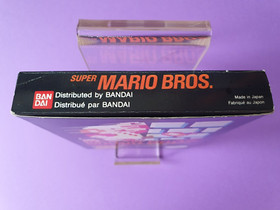 SUPER MARIO BROS.
BAN
DAI
Distributed by BANDAI
Distribué par BANDAI
Made in Japan
Fabriqué au Japon